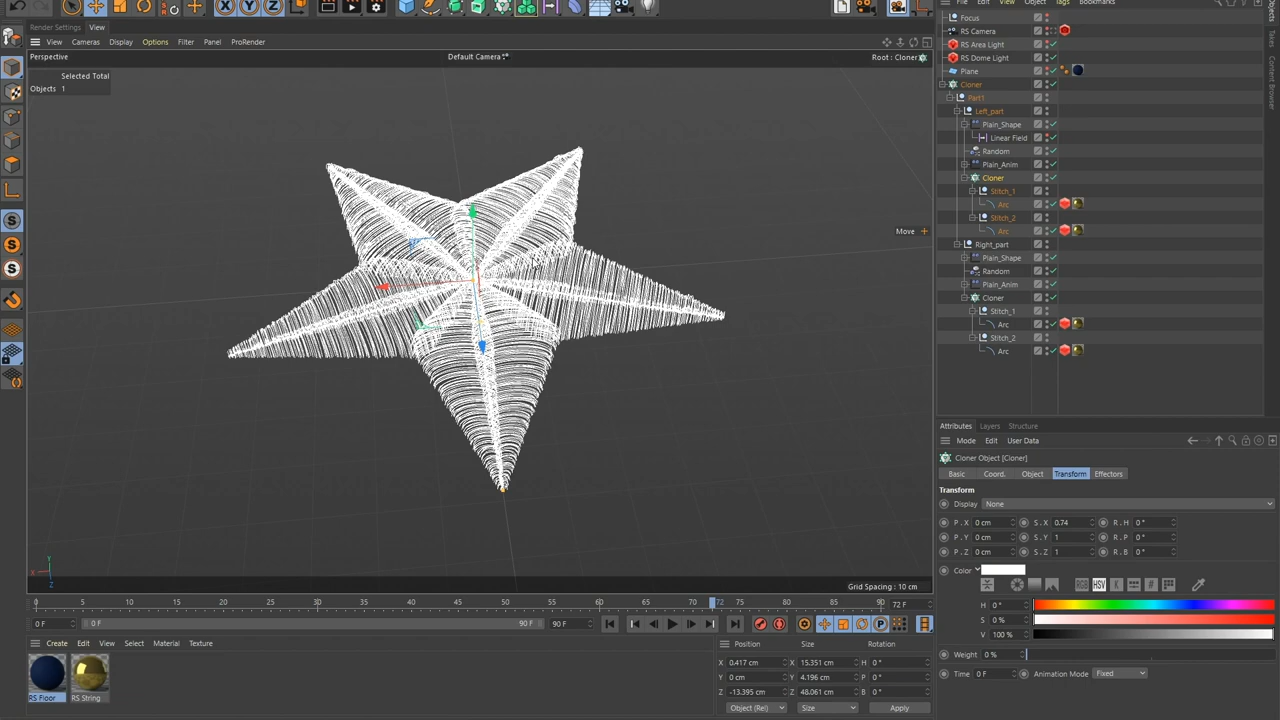 File Edit View Object Tags Bookmarks
Render Settings View
Objects
Takes
Content Browser
View Cameras Display Options Filter Panel ProRender
Perspective
Default Camera
Root : Cloner
Selected Total
Objects 1
Move
Grid Spacing : 10 cm
Y
X
Z
Focus
RS Camera
RS Area Light
RS Dome Light
Plane
Cloner
Part1
Left_part
Plain_Shape
Linear Field
Random
Plain_Anim
Cloner
Stitch_1
Arc
Stitch_2
Arc
Right_part
Plain_Shape
Random
Plain_Anim
Cloner
Stitch_1
Arc
Stitch_2
Arc
Attributes Layers Structure
Mode Edit User Data
Cloner Object [Cloner]
Basic Coord. Object Transform Effectors
Transform
Display None
P . X 0 cm S . X 0.74 R . H 0 °
P . Y 0 cm S . Y 1 R . P 0 °
P . Z 0 cm S . Z 1 R . B 0 °
Color
RGB HSV K
H 0 °
S 0 %
V 100 %
Weight 0 %
Time 0 F Animation Mode Fixed
0 5 10 15 20 25 30 35 40 45 50 55 60 65 70 72 75 80 85 90 72 F
0 F 0 F 90 F 90 F
Create Edit View Select Material Texture
RS Floor RS String
Position Size Rotation
X 0.417 cm X 15.351 cm H 0 °
Y 0 cm Y 4.196 cm P 0 °
Z -13.395 cm Z 48.061 cm B 0 °
Object (Rel) Size Apply